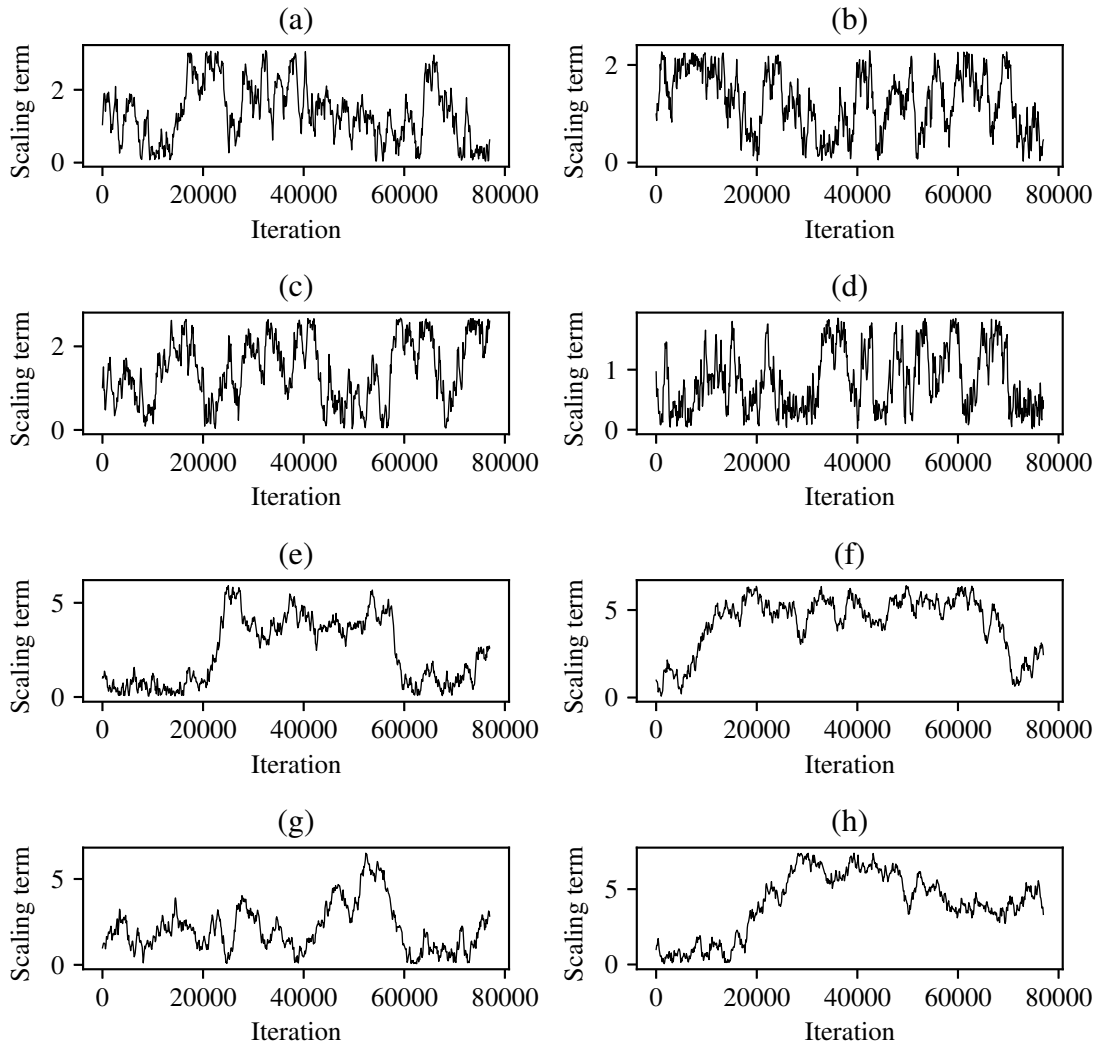 (a)
Scaling term
2
0
0 20000 40000 60000 80000
Iteration
(b)
Scaling term
2
0
0 20000 40000 60000 80000
Iteration
(c)
Scaling term
2
0
0 20000 40000 60000 80000
Iteration
(d)
Scaling term
1
0
0 20000 40000 60000 80000
Iteration
(e)
Scaling term
5
0
0 20000 40000 60000 80000
Iteration
(f)
Scaling term
5
0
0 20000 40000 60000 80000
Iteration
(g)
Scaling term
5
0
0 20000 40000 60000 80000
Iteration
(h)
Scaling term
5
0
0 20000 40000 60000 80000
Iteration